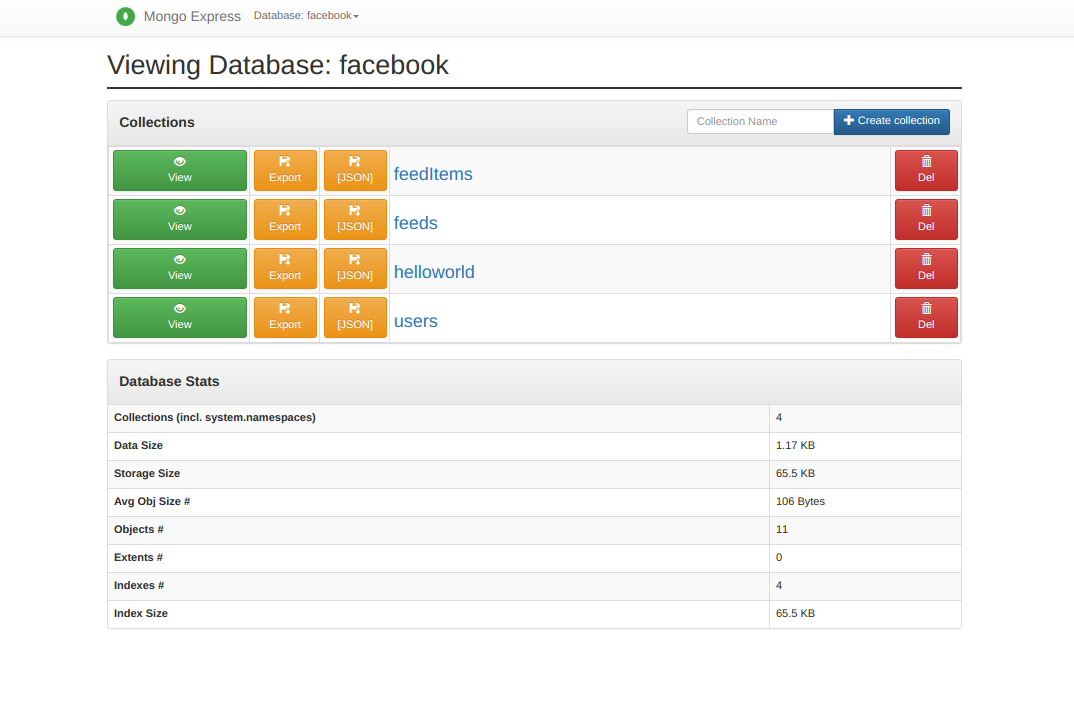 Mongo Express Database: facebook
Viewing Database: facebook
Collections Collection Name Create collection
View Export [JSON] feedItems Del
View Export [JSON] feeds Del
View Export [JSON] helloworld Del
View Export [JSON] users Del
Database Stats
Collections (incl. system.namespaces) 4
Data Size 1.17 KB
Storage Size 65.5 KB
Avg Obj Size # 106 Bytes
Objects # 11
Extents # 0
Indexes # 4
Index Size 65.5 KB